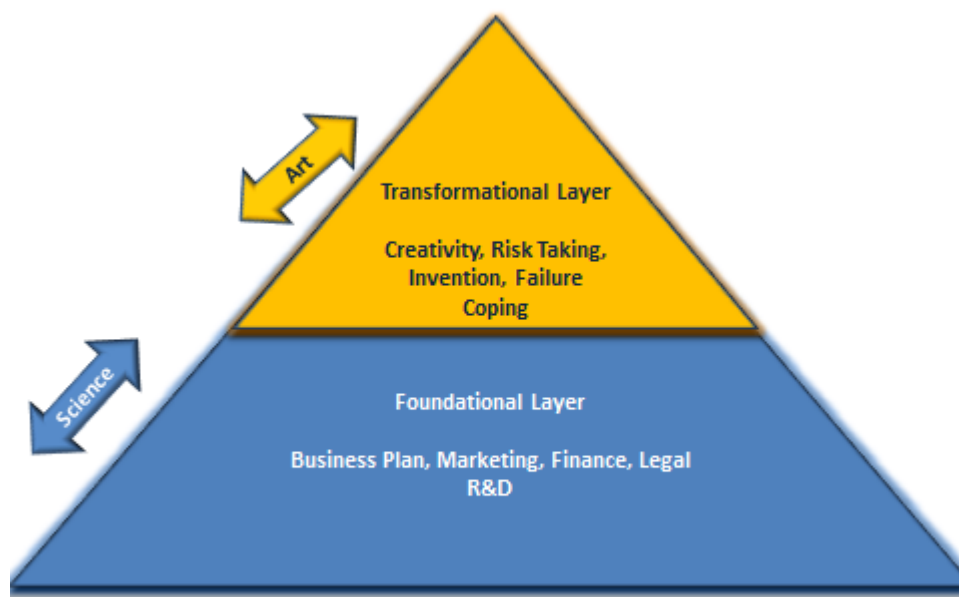 Art
Transformational Layer
Creativity, Risk Taking,
Invention, Failure
Coping
Science
Foundational Layer
Business Plan, Marketing, Finance, Legal
R&D